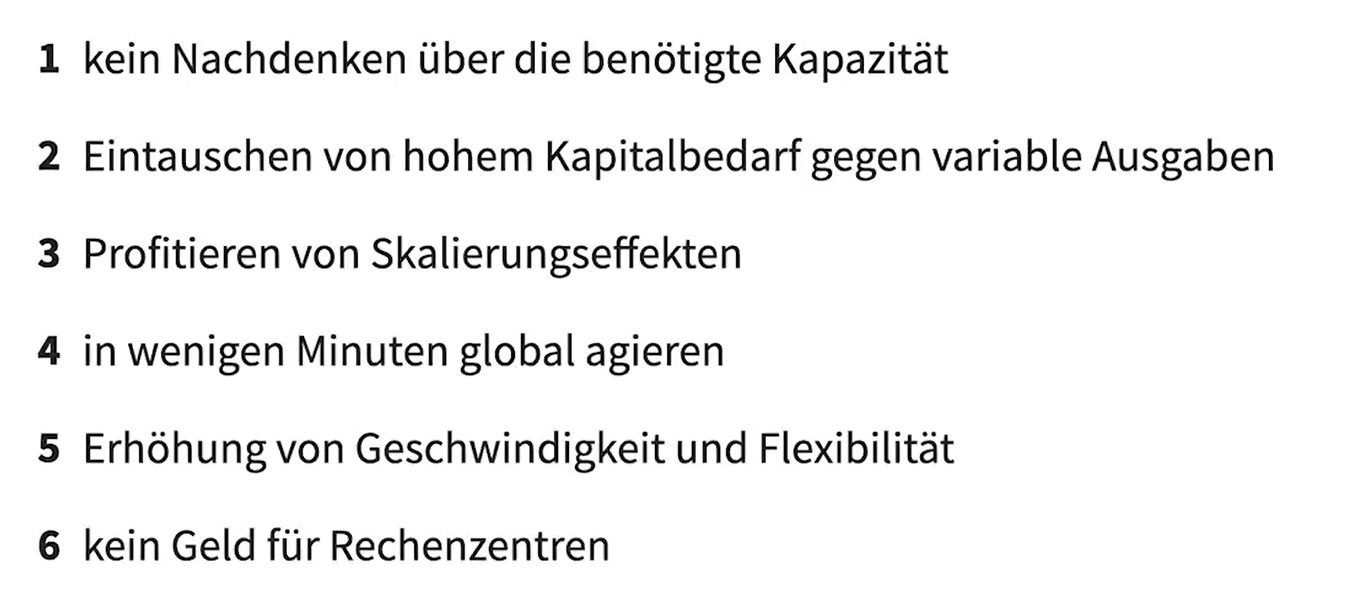 1 kein Nachdenken über die benötigte Kapazität
2 Eintauschen von hohem Kapitalbedarf gegen variable Ausgaben
3 Profitieren von Skalierungseffekten
4 in wenigen Minuten global agieren
5 Erhöhung von Geschwindigkeit und Flexibilität
6 kein Geld für Rechenzentren